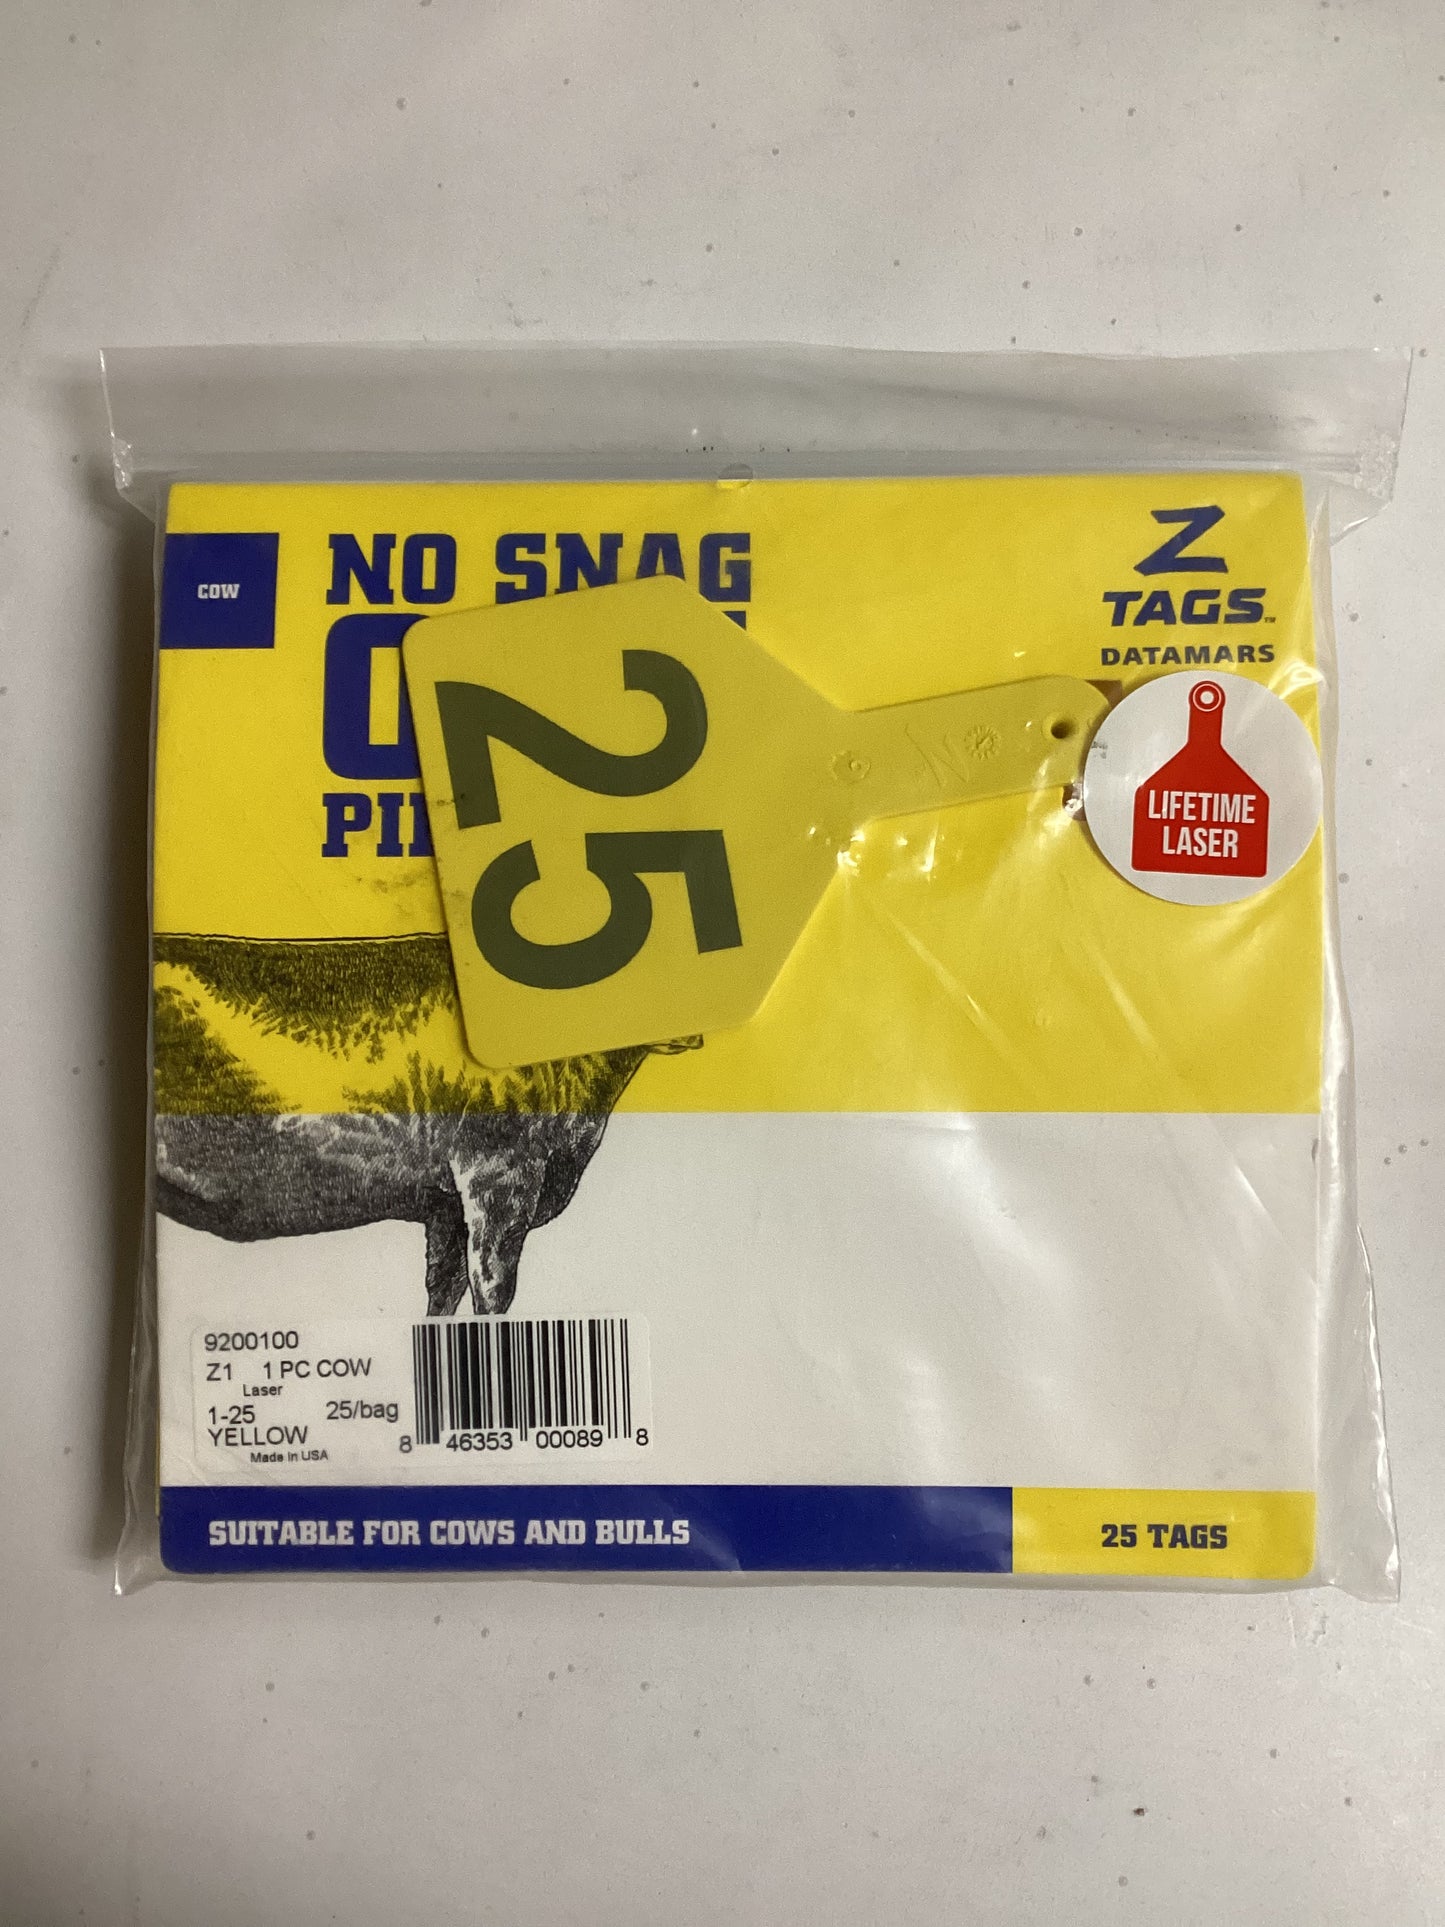 COW
NO SNAG
Z
TAGS™
DATAMARS
LIFETIME
LASER
25
9200100
Z1 1 PC COW
Laser
1-25 25/bag
YELLOW
Made in USA
8 46353 00089 8
SUITABLE FOR COWS AND BULLS
25 TAGS